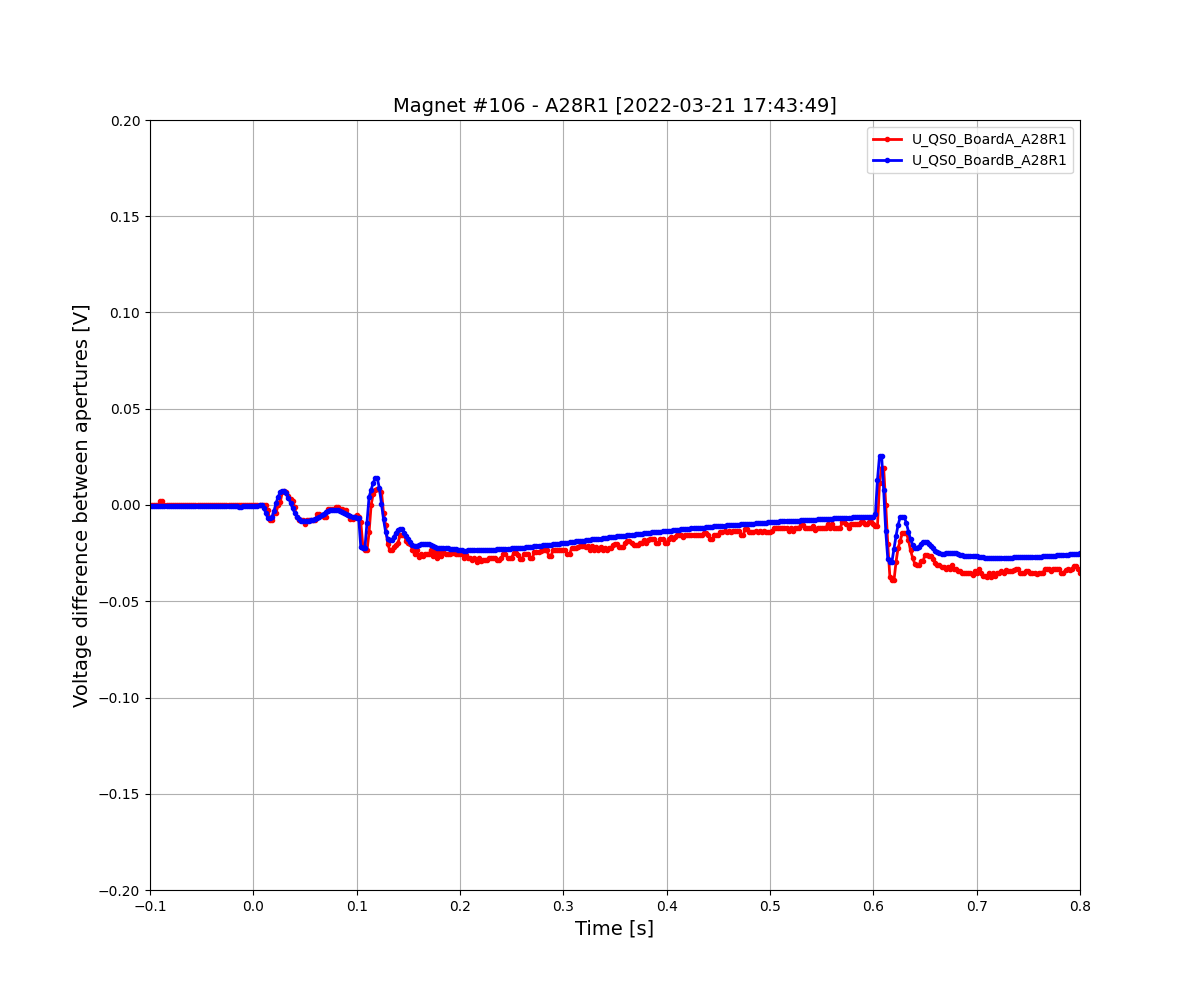 Magnet #106 - A28R1 [2022-03-21 17:43:49]
U_QS0_BoardA_A28R1
U_QS0_BoardB_A28R1
Voltage difference between apertures [V]
0.20
0.15
0.10
0.05
0.00
−0.05
−0.10
−0.15
−0.20
−0.1 0.0 0.1 0.2 0.3 0.4 0.5 0.6 0.7 0.8
Time [s]